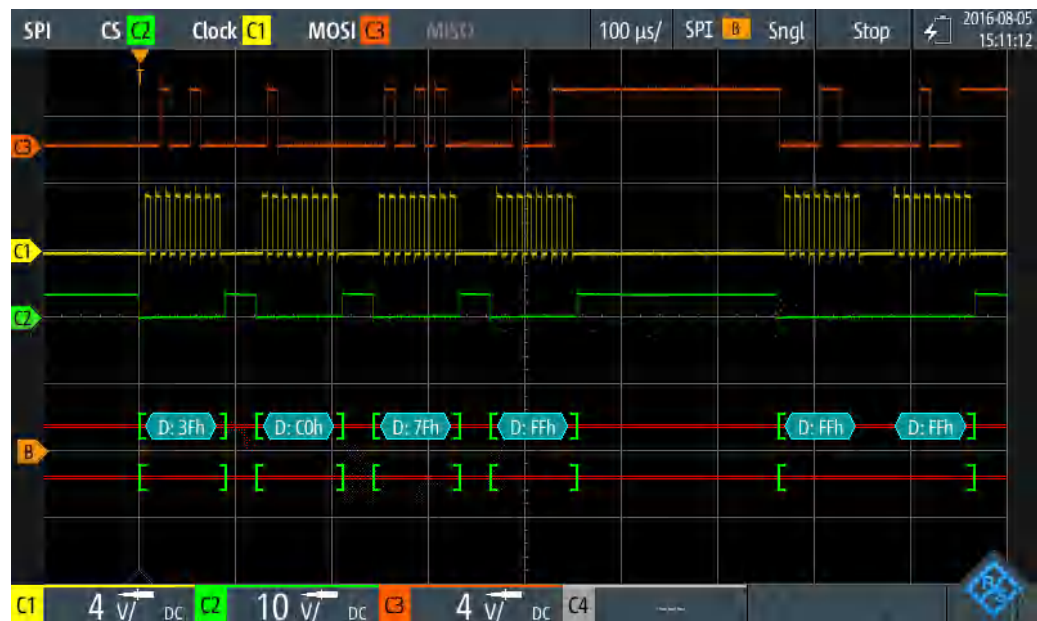 SPI CS C2 Clock C1 MOSI C3 MISO 100 µs/ SPI B Sngl Stop 2016-08-05
15:11:12
T
C3
C1
C2
D: 3Fh D: C0h D: 7Fh D: FFh D: FFh D: FFh
B
R/S
C1 4 V/ DC C2 10 V/ DC C3 4 V/ DC C4